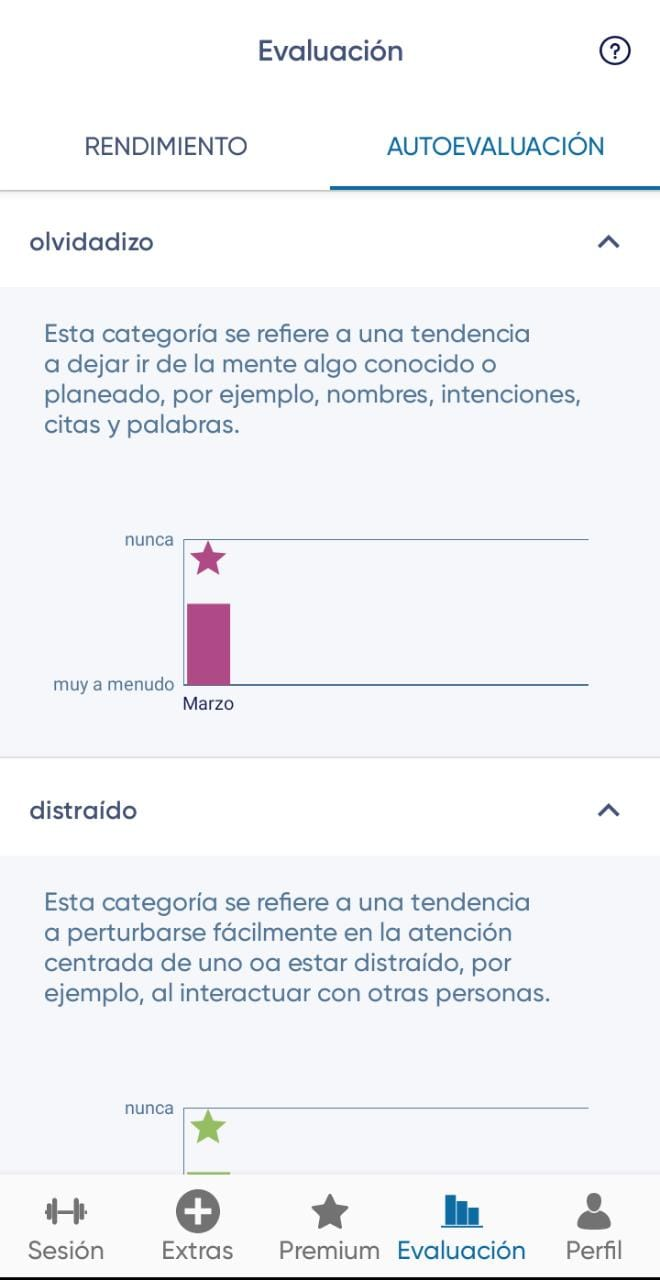 Evaluación
?
RENDIMIENTO
AUTOEVALUACIÓN
olvidadizo
Esta categoría se refiere a una tendencia
a dejar ir de la mente algo conocido o
planeado, por ejemplo, nombres, intenciones,
citas y palabras.
nunca
muy a menudo
Marzo
distraído
Esta categoría se refiere a una tendencia
a perturbarse fácilmente en la atención
centrada de uno oa estar distraído, por
ejemplo, al interactuar con otras personas.
nunca
Sesión
Extras
Premium
Evaluación
Perfil